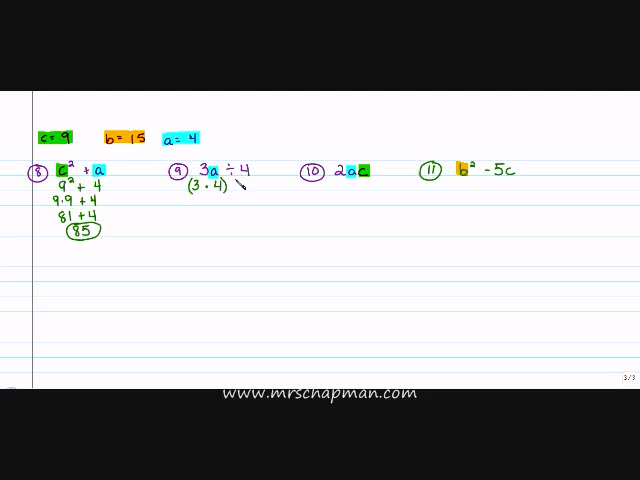 c = 9 b = 15 a = 4
8 c² + a 9 3a ÷ 4 10 2ac 11 b² - 5c
9² + 4 (3 · 4)
9·9 + 4
81 + 4
85
3/3
www.mrschapman.com